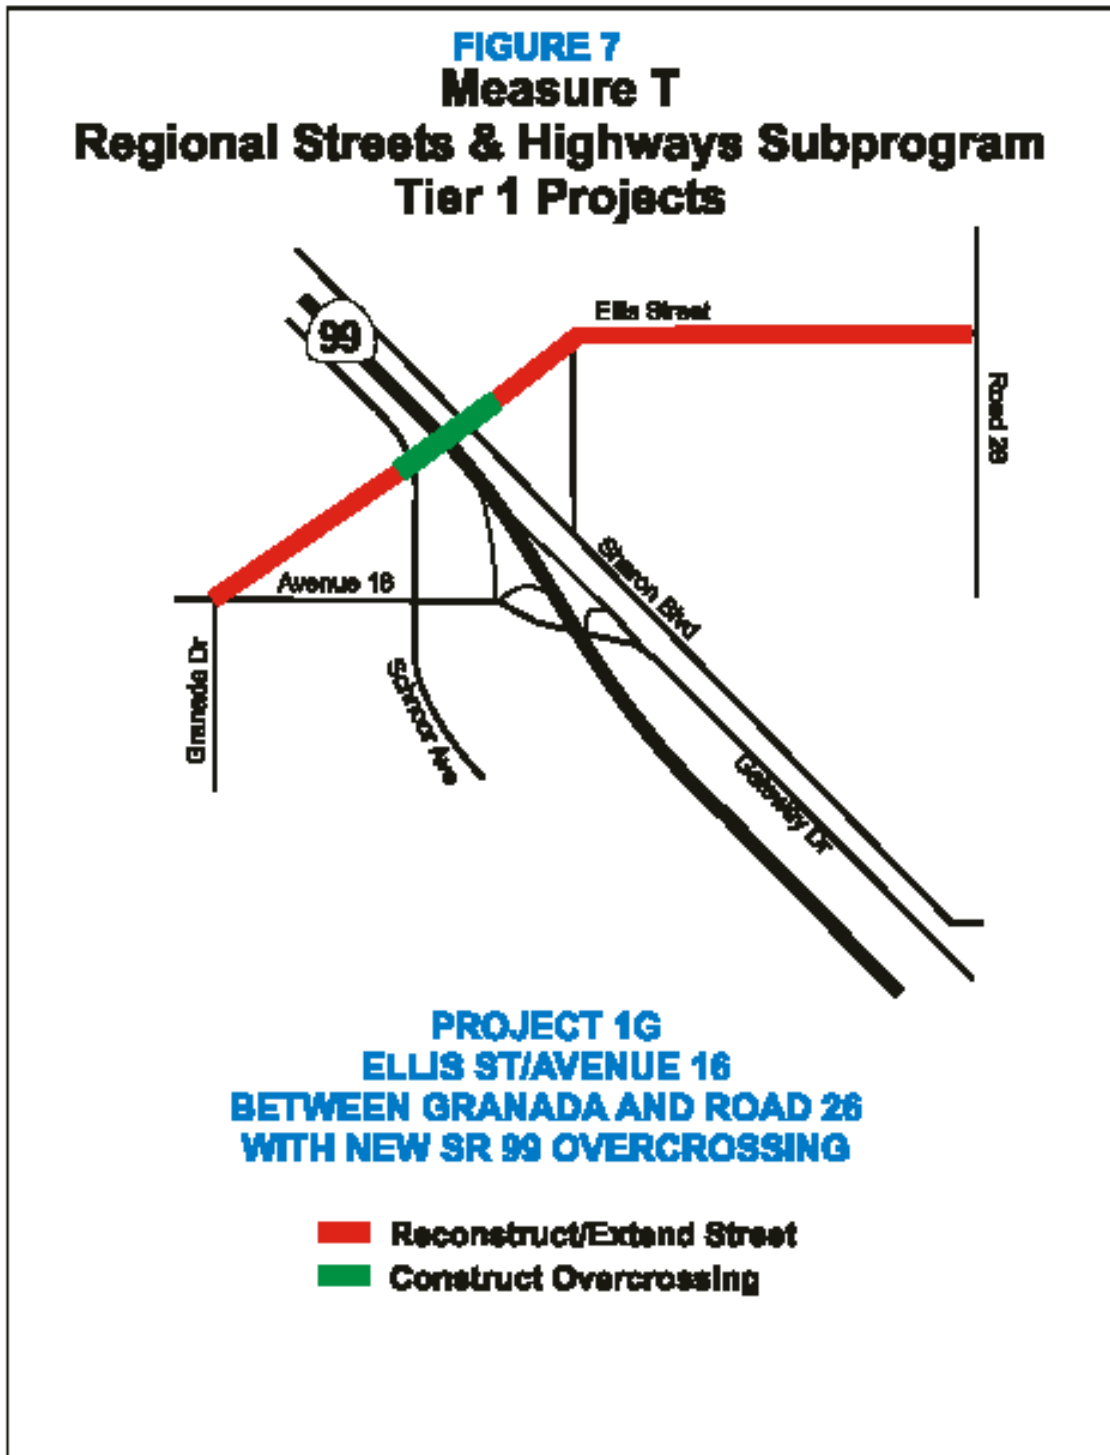 FIGURE 7
Measure T
Regional Streets & Highways Subprogram
Tier 1 Projects
99
Ellis Street
Road 26
Avenue 16
Sharon Blvd
Granada Dr
Schnoor Ave
Gateway Dr
PROJECT 1G
ELLIS ST/AVENUE 16
BETWEEN GRANADA AND ROAD 26
WITH NEW SR 99 OVERCROSSING
Reconstruct/Extend Street
Construct Overcrossing